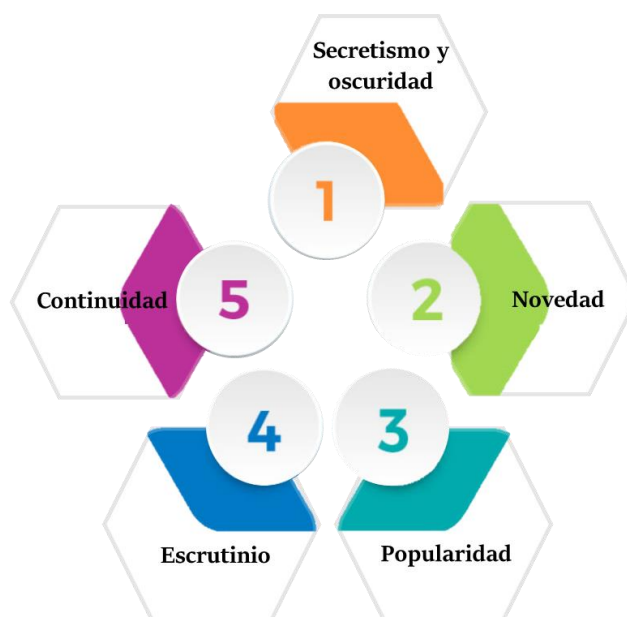 Secretismo y
oscuridad
1
2
Novedad
3
Popularidad
4
Escrutinio
5
Continuidad